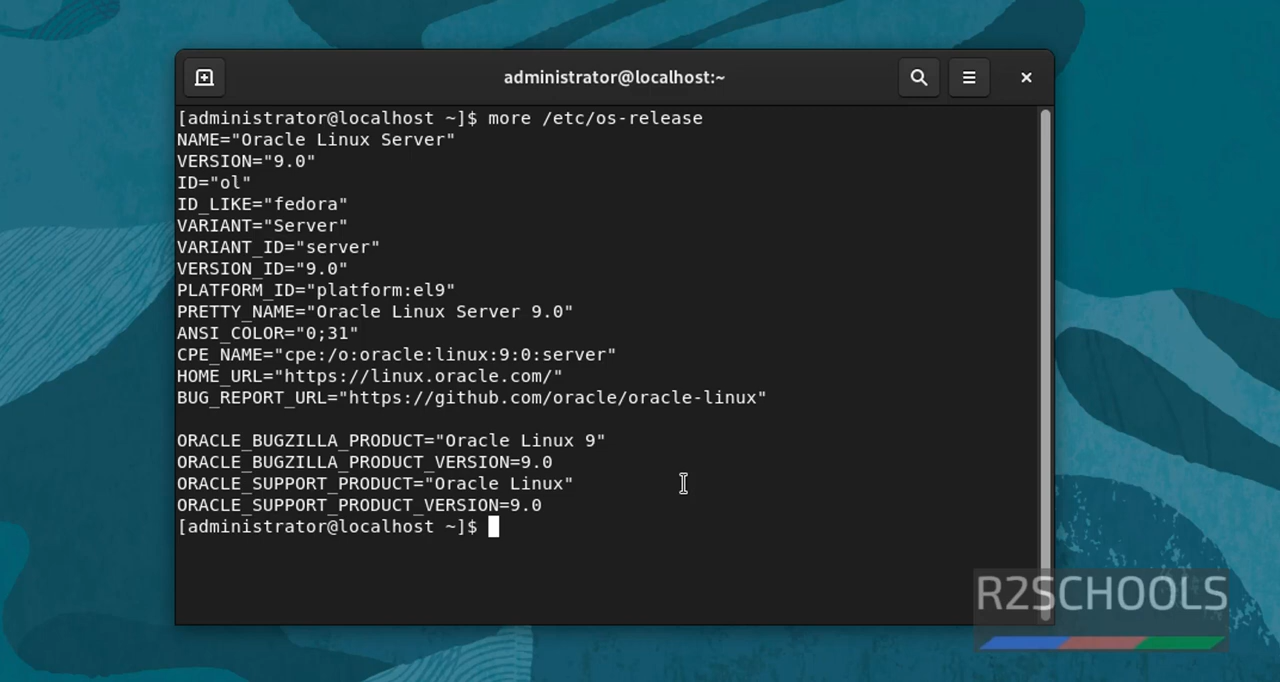 administrator@localhost:~
[administrator@localhost ~]$ more /etc/os-release
NAME="Oracle Linux Server"
VERSION="9.0"
ID="ol"
ID_LIKE="fedora"
VARIANT="Server"
VARIANT_ID="server"
VERSION_ID="9.0"
PLATFORM_ID="platform:el9"
PRETTY_NAME="Oracle Linux Server 9.0"
ANSI_COLOR="0;31"
CPE_NAME="cpe:/o:oracle:linux:9:0:server"
HOME_URL="https://linux.oracle.com/"
BUG_REPORT_URL="https://github.com/oracle/oracle-linux"

ORACLE_BUGZILLA_PRODUCT="Oracle Linux 9"
ORACLE_BUGZILLA_PRODUCT_VERSION=9.0
ORACLE_SUPPORT_PRODUCT="Oracle Linux"
ORACLE_SUPPORT_PRODUCT_VERSION=9.0
[administrator@localhost ~]$
R2SCHOOLS